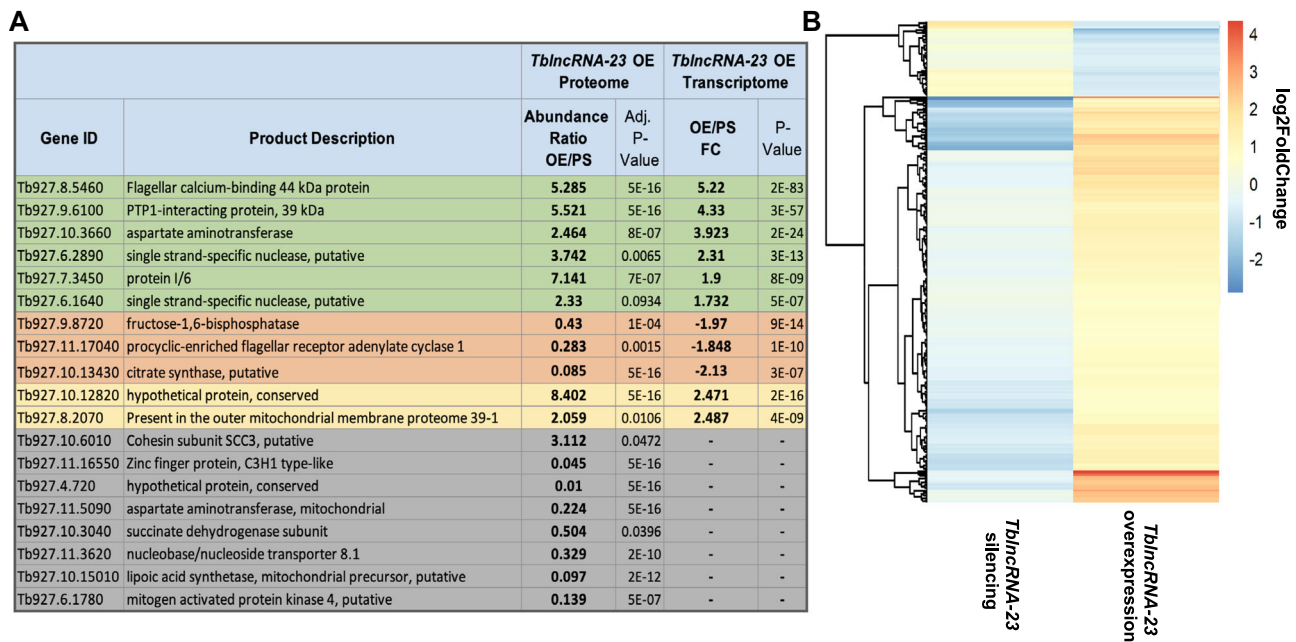 A
TblncRNA-23 OE Proteome
TblncRNA-23 OE Transcriptome
Gene ID Product Description Abundance Ratio OE/PS Adj. P-Value OE/PS FC P-Value
Tb927.8.5460 Flagellar calcium-binding 44 kDa protein 5.285 5E-16 5.22 2E-83
Tb927.9.6100 PTP1-interacting protein, 39 kDa 5.521 5E-16 4.33 3E-57
Tb927.10.3660 aspartate aminotransferase 2.464 8E-07 3.923 2E-24
Tb927.6.2890 single strand-specific nuclease, putative 3.742 0.0065 2.31 3E-13
Tb927.7.3450 protein I/6 7.141 7E-07 1.9 8E-09
Tb927.6.1640 single strand-specific nuclease, putative 2.33 0.0934 1.732 5E-07
Tb927.9.8720 fructose-1,6-bisphosphatase 0.43 1E-04 -1.97 9E-14
Tb927.11.17040 procyclic-enriched flagellar receptor adenylate cyclase 1 0.283 0.0015 -1.848 1E-10
Tb927.10.13430 citrate synthase, putative 0.085 5E-16 -2.13 3E-07
Tb927.10.12820 hypothetical protein, conserved 8.402 5E-16 2.471 2E-16
Tb927.8.2070 Present in the outer mitochondrial membrane proteome 39-1 2.059 0.0106 2.487 4E-09
Tb927.10.6010 Cohesin subunit SCC3, putative 3.112 0.0472 - -
Tb927.11.16550 Zinc finger protein, C3H1 type-like 0.045 5E-16 - -
Tb927.4.720 hypothetical protein, conserved 0.01 5E-16 - -
Tb927.11.5090 aspartate aminotransferase, mitochondrial 0.224 5E-16 - -
Tb927.10.3040 succinate dehydrogenase subunit 0.504 0.0396 - -
Tb927.11.3620 nucleobase/nucleoside transporter 8.1 0.329 2E-10 - -
Tb927.10.15010 lipoic acid synthetase, mitochondrial precursor, putative 0.097 2E-12 - -
Tb927.6.1780 mitogen activated protein kinase 4, putative 0.139 5E-07 - -
B
4
3
2
1
0
-1
-2
log2FoldChange
TblncRNA-23
silencing
TblncRNA-23
overexpression